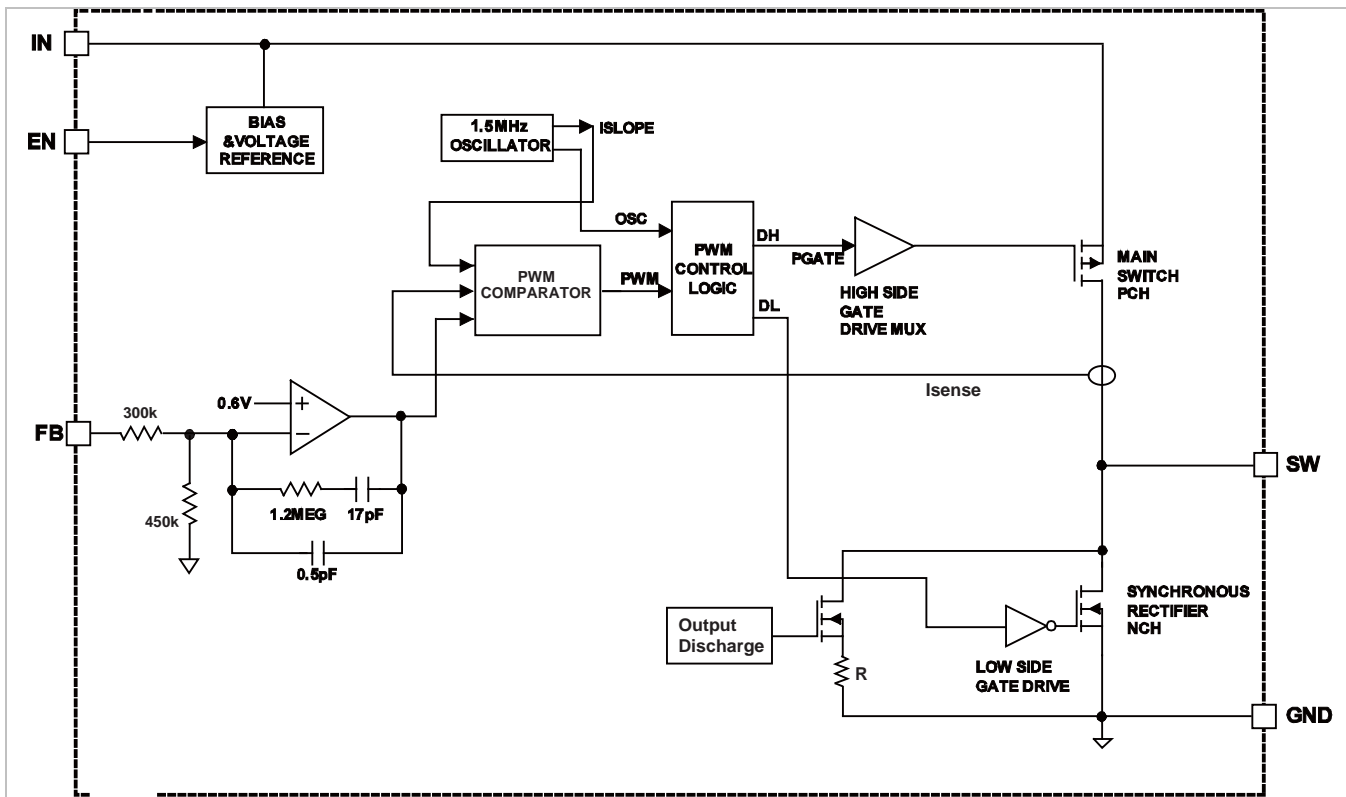 IN
EN
BIAS
&VOLTAGE
REFERENCE
1.5MHz
OSCILLATOR
ISLOPE
OSC
PWM
COMPARATOR
PWM
PWM
CONTROL
LOGIC
DH
DL
PGATE
HIGH SIDE
GATE
DRIVE MUX
MAIN
SWITCH
PCH
Isense
0.6V
+
−
FB
300k
450k
1.2MEG
17pF
0.5pF
SW
Output
Discharge
R
LOW SIDE
GATE DRIVE
SYNCHRONOUS
RECTIFIER
NCH
GND